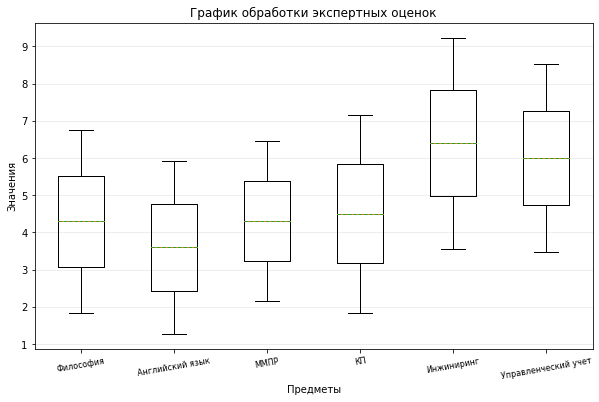 График обработки экспертных оценок
Значения
9
8
7
6
5
4
3
2
1
Философия
Английский язык
ММПР
КП
Инжиниринг
Управленческий учет
Предметы